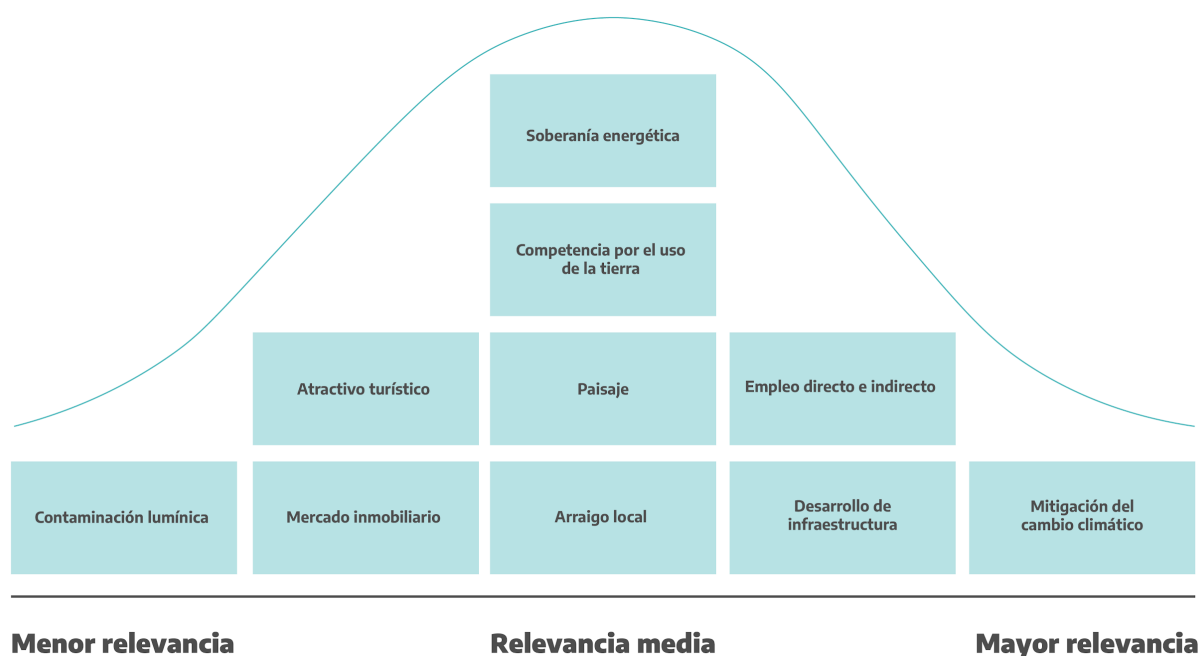 Soberanía energética
Competencia por el uso
de la tierra
Atractivo turístico
Paisaje
Empleo directo e indirecto
Contaminación lumínica
Mercado inmobiliario
Arraigo local
Desarrollo de
infraestructura
Mitigación del
cambio climático
Menor relevancia
Relevancia media
Mayor relevancia